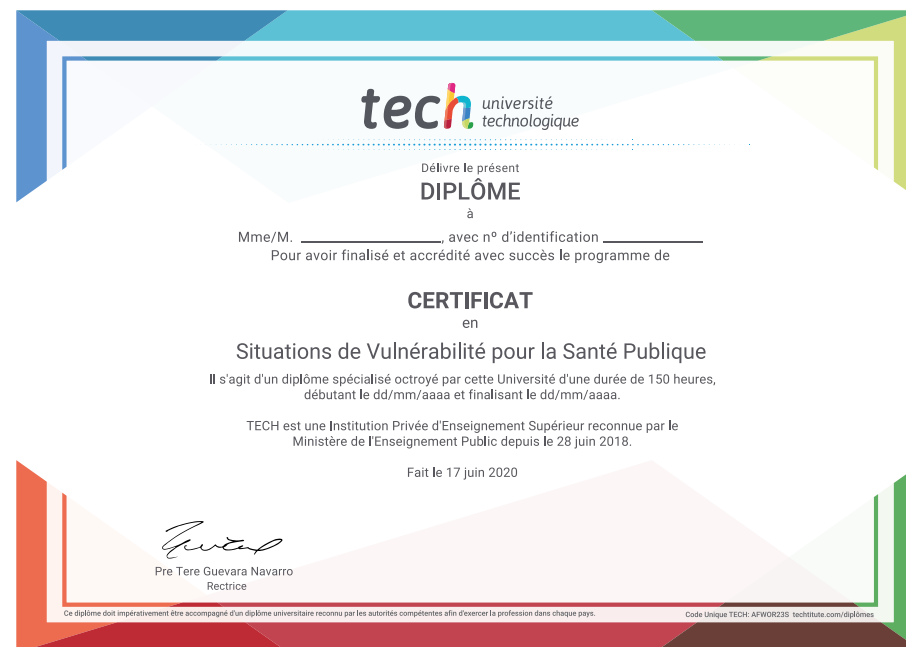 tech université
technologique
Délivre le présent
DIPLÔME
à
Mme/M. ____________________, avec nº d'identification ______________
Pour avoir finalisé et accrédité avec succès le programme de
CERTIFICAT
en
Situations de Vulnérabilité pour la Santé Publique
Il s'agit d'un diplôme spécialisé octroyé par cette Université d'une durée de 150 heures,
débutant le dd/mm/aaaa et finalisant le dd/mm/aaaa.
TECH est une Institution Privée d'Enseignement Supérieur reconnue par le
Ministère de l'Enseignement Public depuis le 28 juin 2018.
Fait le 17 juin 2020
Pre Tere Guevara Navarro
Rectrice
Ce diplôme doit impérativement être accompagné d'un diplôme universitaire reconnu par les autorités compétentes afin d'exercer la profession dans chaque pays.
Code Unique TECH: AFWOR23S techtitute.com/diplômes